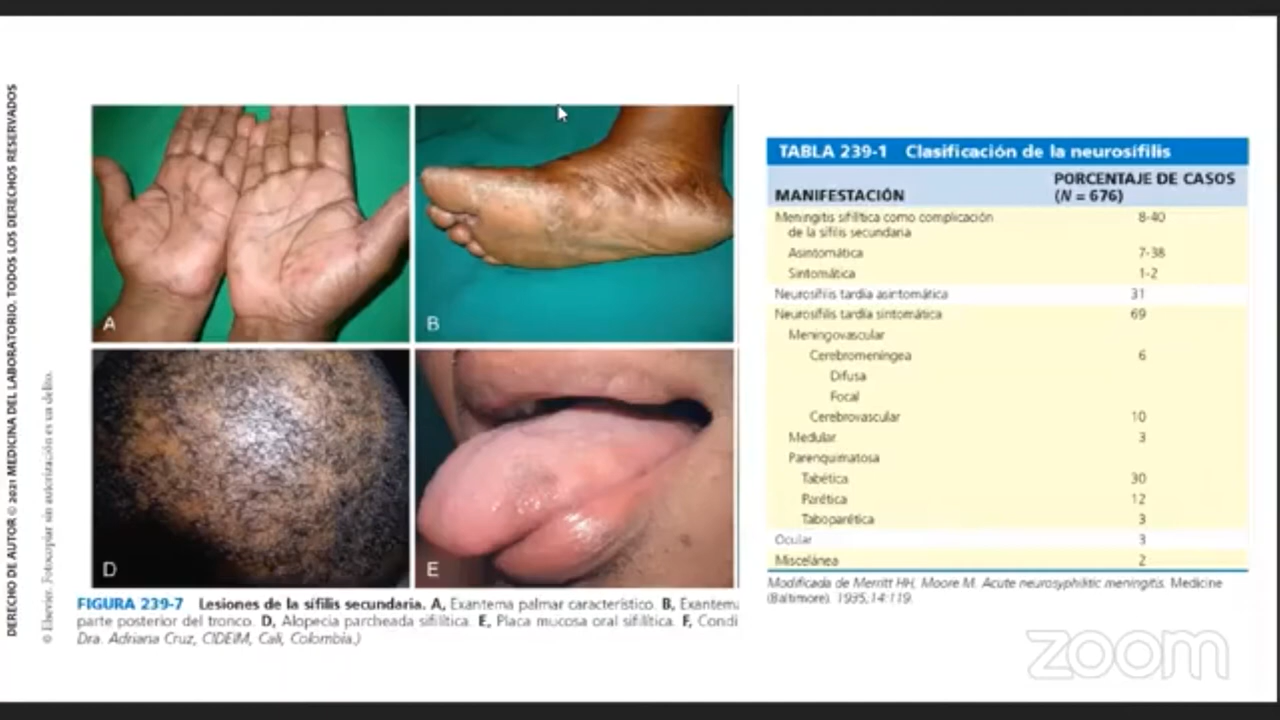 DERECHO DE AUTOR © 2021 MEDICINA DEL LABORATORIO. TODOS LOS DERECHOS RESERVADOS
© Elsevier. Fotocopiar sin autorización es un delito.
A
B
D
E
FIGURA 239-7 Lesiones de la sífilis secundaria. A, Exantema palmar característico. B, Exantema
parte posterior del tronco. D, Alopecia parcheada sifilítica. E, Placa mucosa oral sifilítica. F, Condi
Dra. Adriana Cruz, CIDEIM, Cali, Colombia.)
TABLA 239-1 Clasificación de la neurosífilis
MANIFESTACIÓN PORCENTAJE DE CASOS
(N = 676)
Meningitis sifilítica como complicación
de la sífilis secundaria 8-40
Asintomática 7-38
Sintomática 1-2
Neurosífilis tardía asintomática 31
Neurosífilis tardía sintomática 69
Meningovascular
Cerebromeníngea 6
Difusa
Focal
Cerebrovascular 10
Medular 3
Parenquimatosa
Tabética 30
Parética 12
Taboparética 3
Ocular 3
Miscelánea 2
Modificada de Merritt HH, Moore M. Acute neurosyphilitic meningitis. Medicine
(Baltimore). 1935;14:119.
zoom